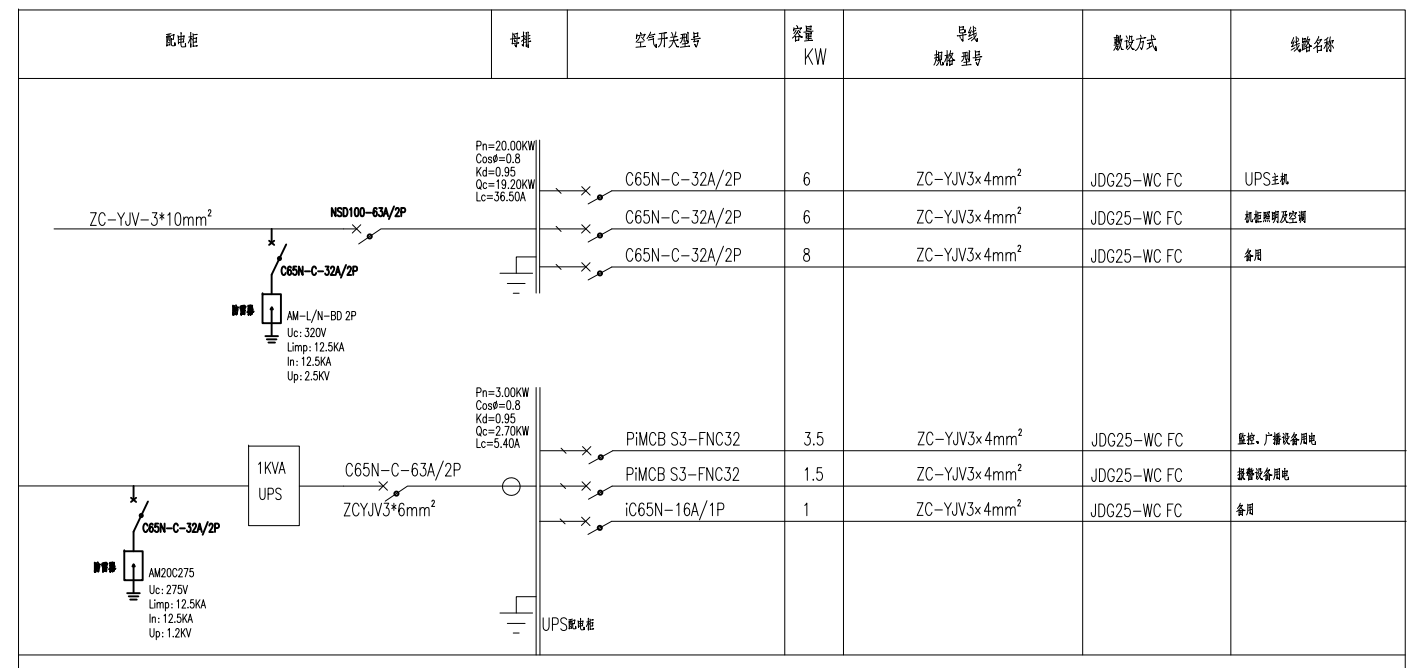 配电柜 母排 空气开关型号 容量 KW 导线 规格 型号 敷设方式 线路名称
Pn=20.00KW
Cosø=0.8
Kd=0.95
Qc=19.20KW
Lc=36.50A
C65N-C-32A/2P 6 ZC-YJV3×4mm² JDG25-WC FC UPS主机
ZC-YJV-3*10mm² NSD100-63A/2P C65N-C-32A/2P 6 ZC-YJV3×4mm² JDG25-WC FC 机柜照明及空调
C65N-C-32A/2P 8 ZC-YJV3×4mm² JDG25-WC FC 备用
C65N-C-32A/2P
防雷器
AM-L/N-BD 2P
Uc: 320V
Limp: 12.5KA
In: 12.5KA
Up: 2.5KV
Pn=3.00KW
Cosø=0.8
Kd=0.95
Qc=2.70KW
Lc=5.40A
PiMCB S3-FNC32 3.5 ZC-YJV3×4mm² JDG25-WC FC 监控、广播设备用电
1KVA
UPS
C65N-C-63A/2P
ZCYJV3*6mm²
PiMCB S3-FNC32 1.5 ZC-YJV3×4mm² JDG25-WC FC 报警设备用电
iC65N-16A/1P 1 ZC-YJV3×4mm² JDG25-WC FC 备用
C65N-C-32A/2P
防雷器
AM20C275
Uc: 275V
Limp: 12.5KA
In: 12.5KA
Up: 1.2KV
UPS配电柜